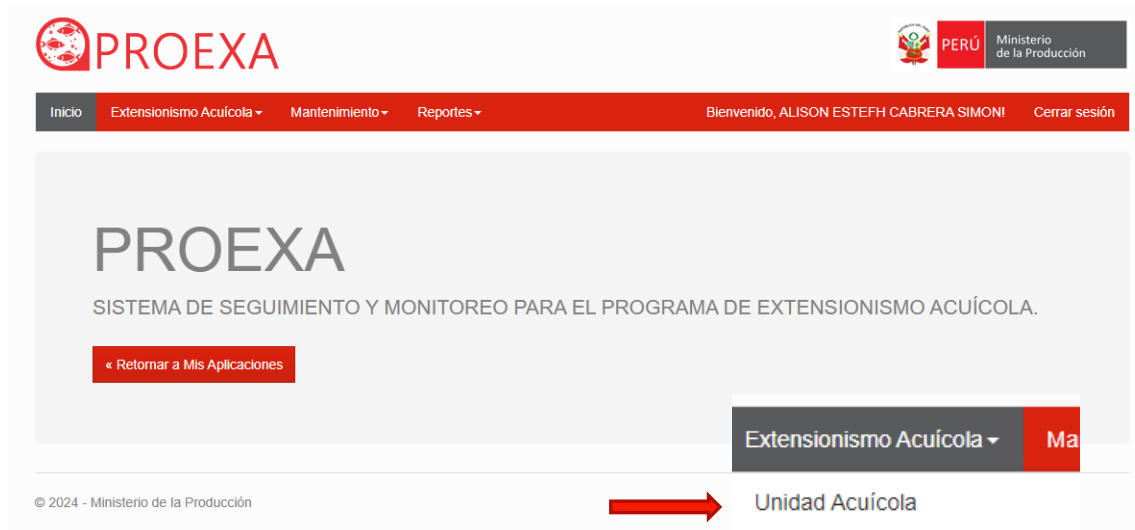 PROEXA
PERÚ
Ministerio
de la Producción
Inicio Extensionismo Acuícola Mantenimiento Reportes Bienvenido, ALISON ESTEFH CABRERA SIMON! Cerrar sesión
PROEXA
SISTEMA DE SEGUIMIENTO Y MONITOREO PARA EL PROGRAMA DE EXTENSIONISMO ACUÍCOLA.
« Retornar a Mis Aplicaciones
Extensionismo Acuícola Ma
Unidad Acuícola
© 2024 - Ministerio de la Producción